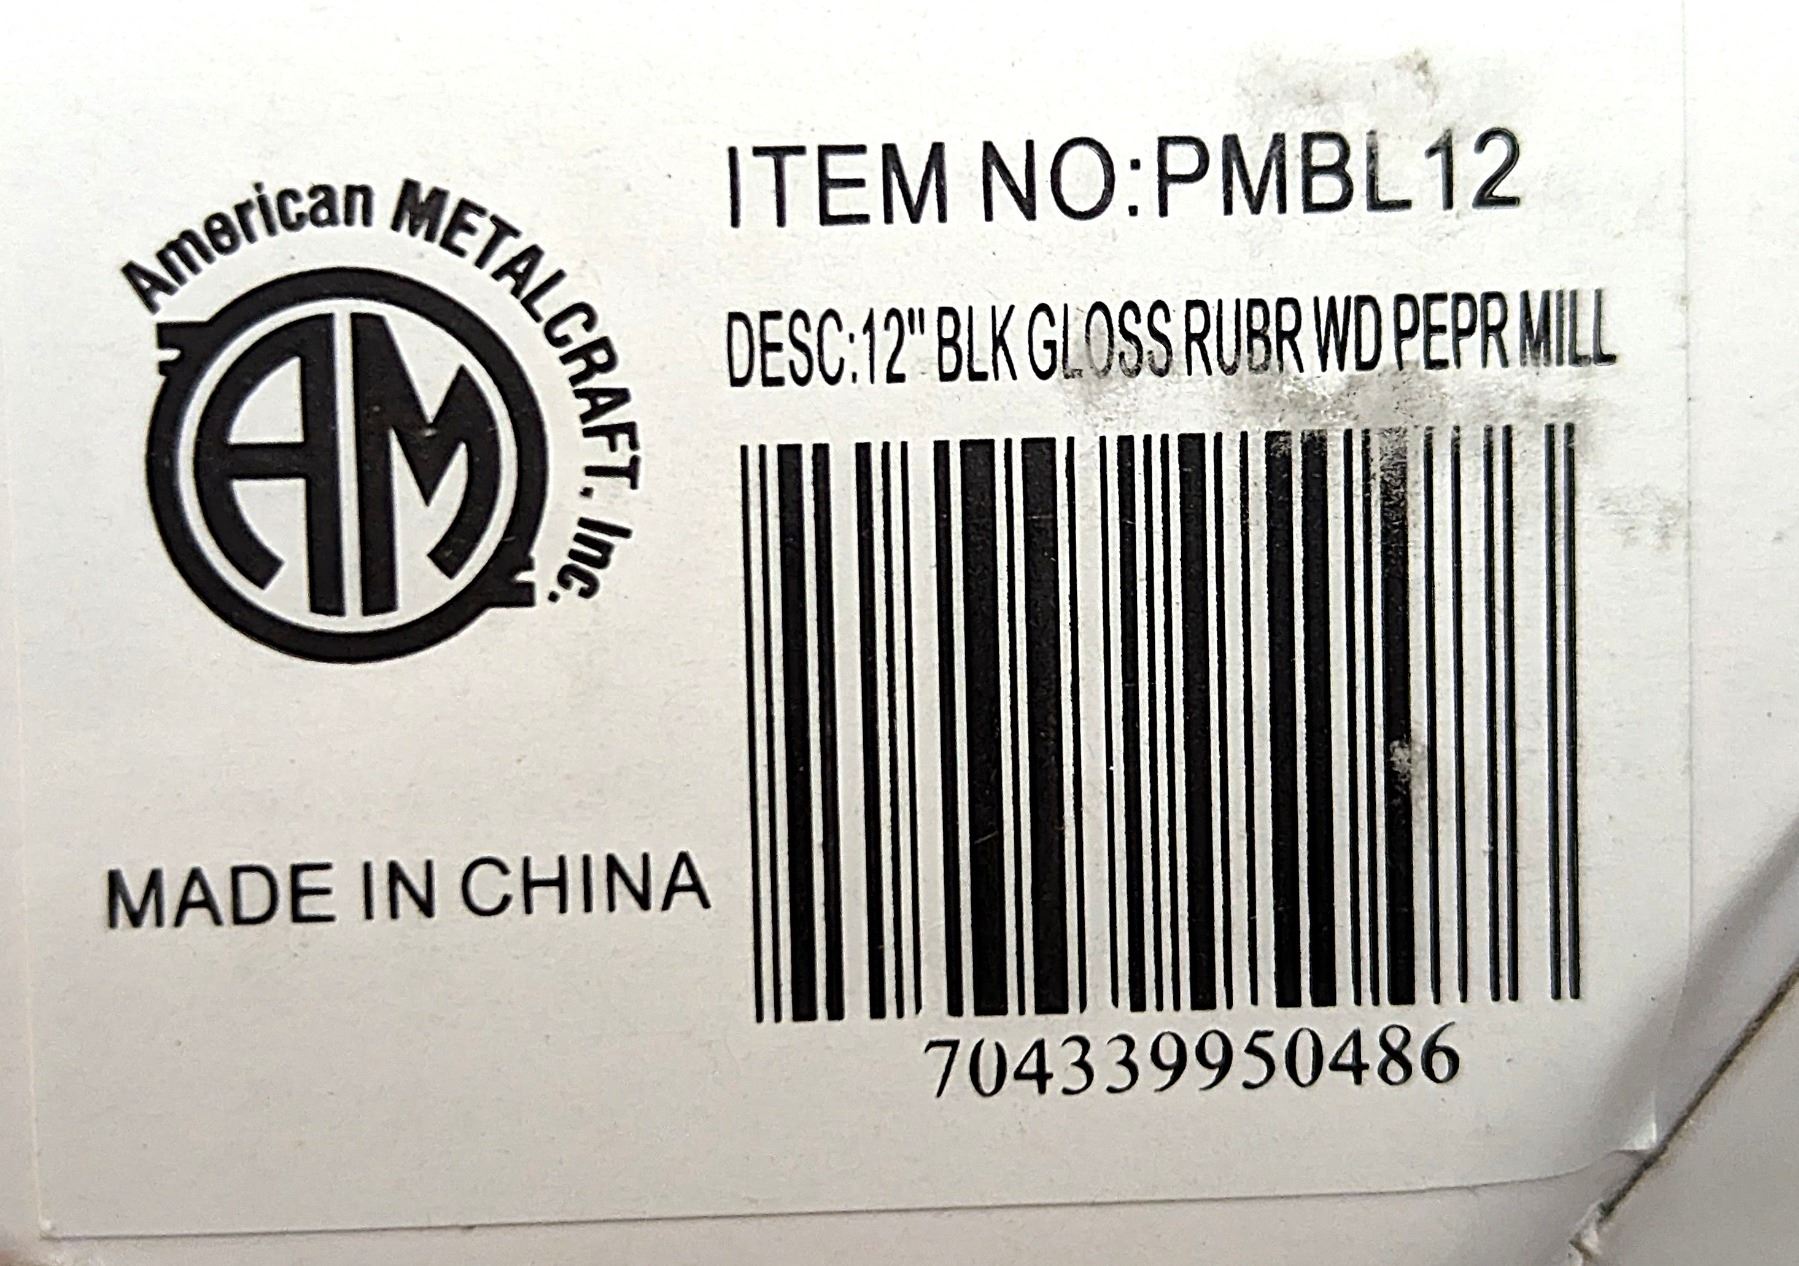 American METALCRAFT. Inc.
AM
ITEM NO:PMBL12
DESC:12" BLK GLOSS RUBR WD PEPR MILL
MADE IN CHINA
704339950486